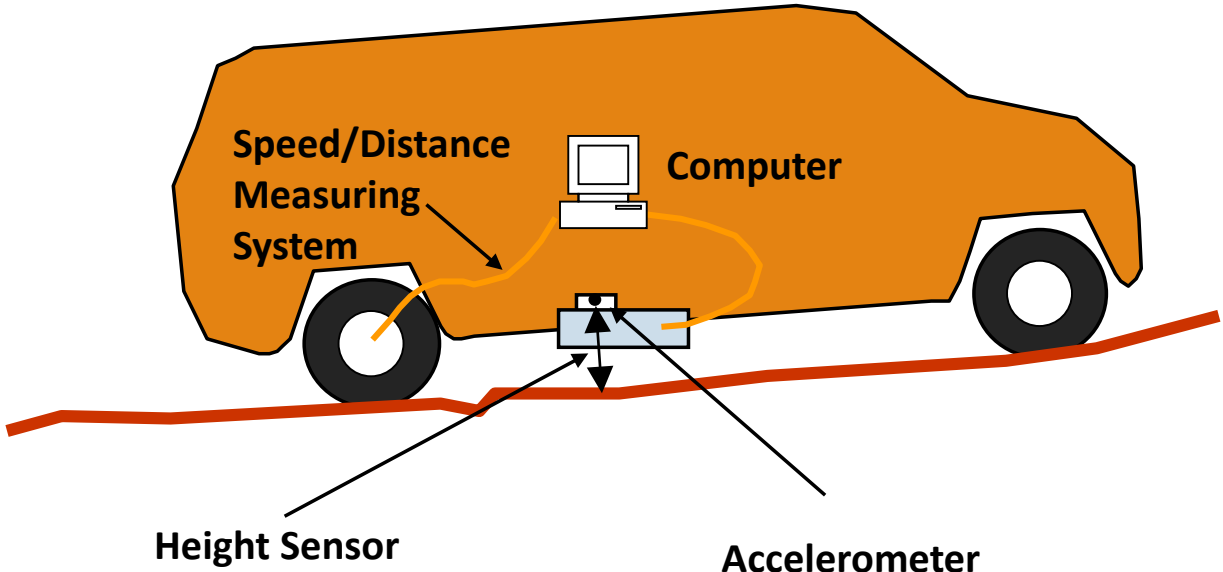 Speed/Distance
Measuring
System
Computer
Height Sensor
Accelerometer